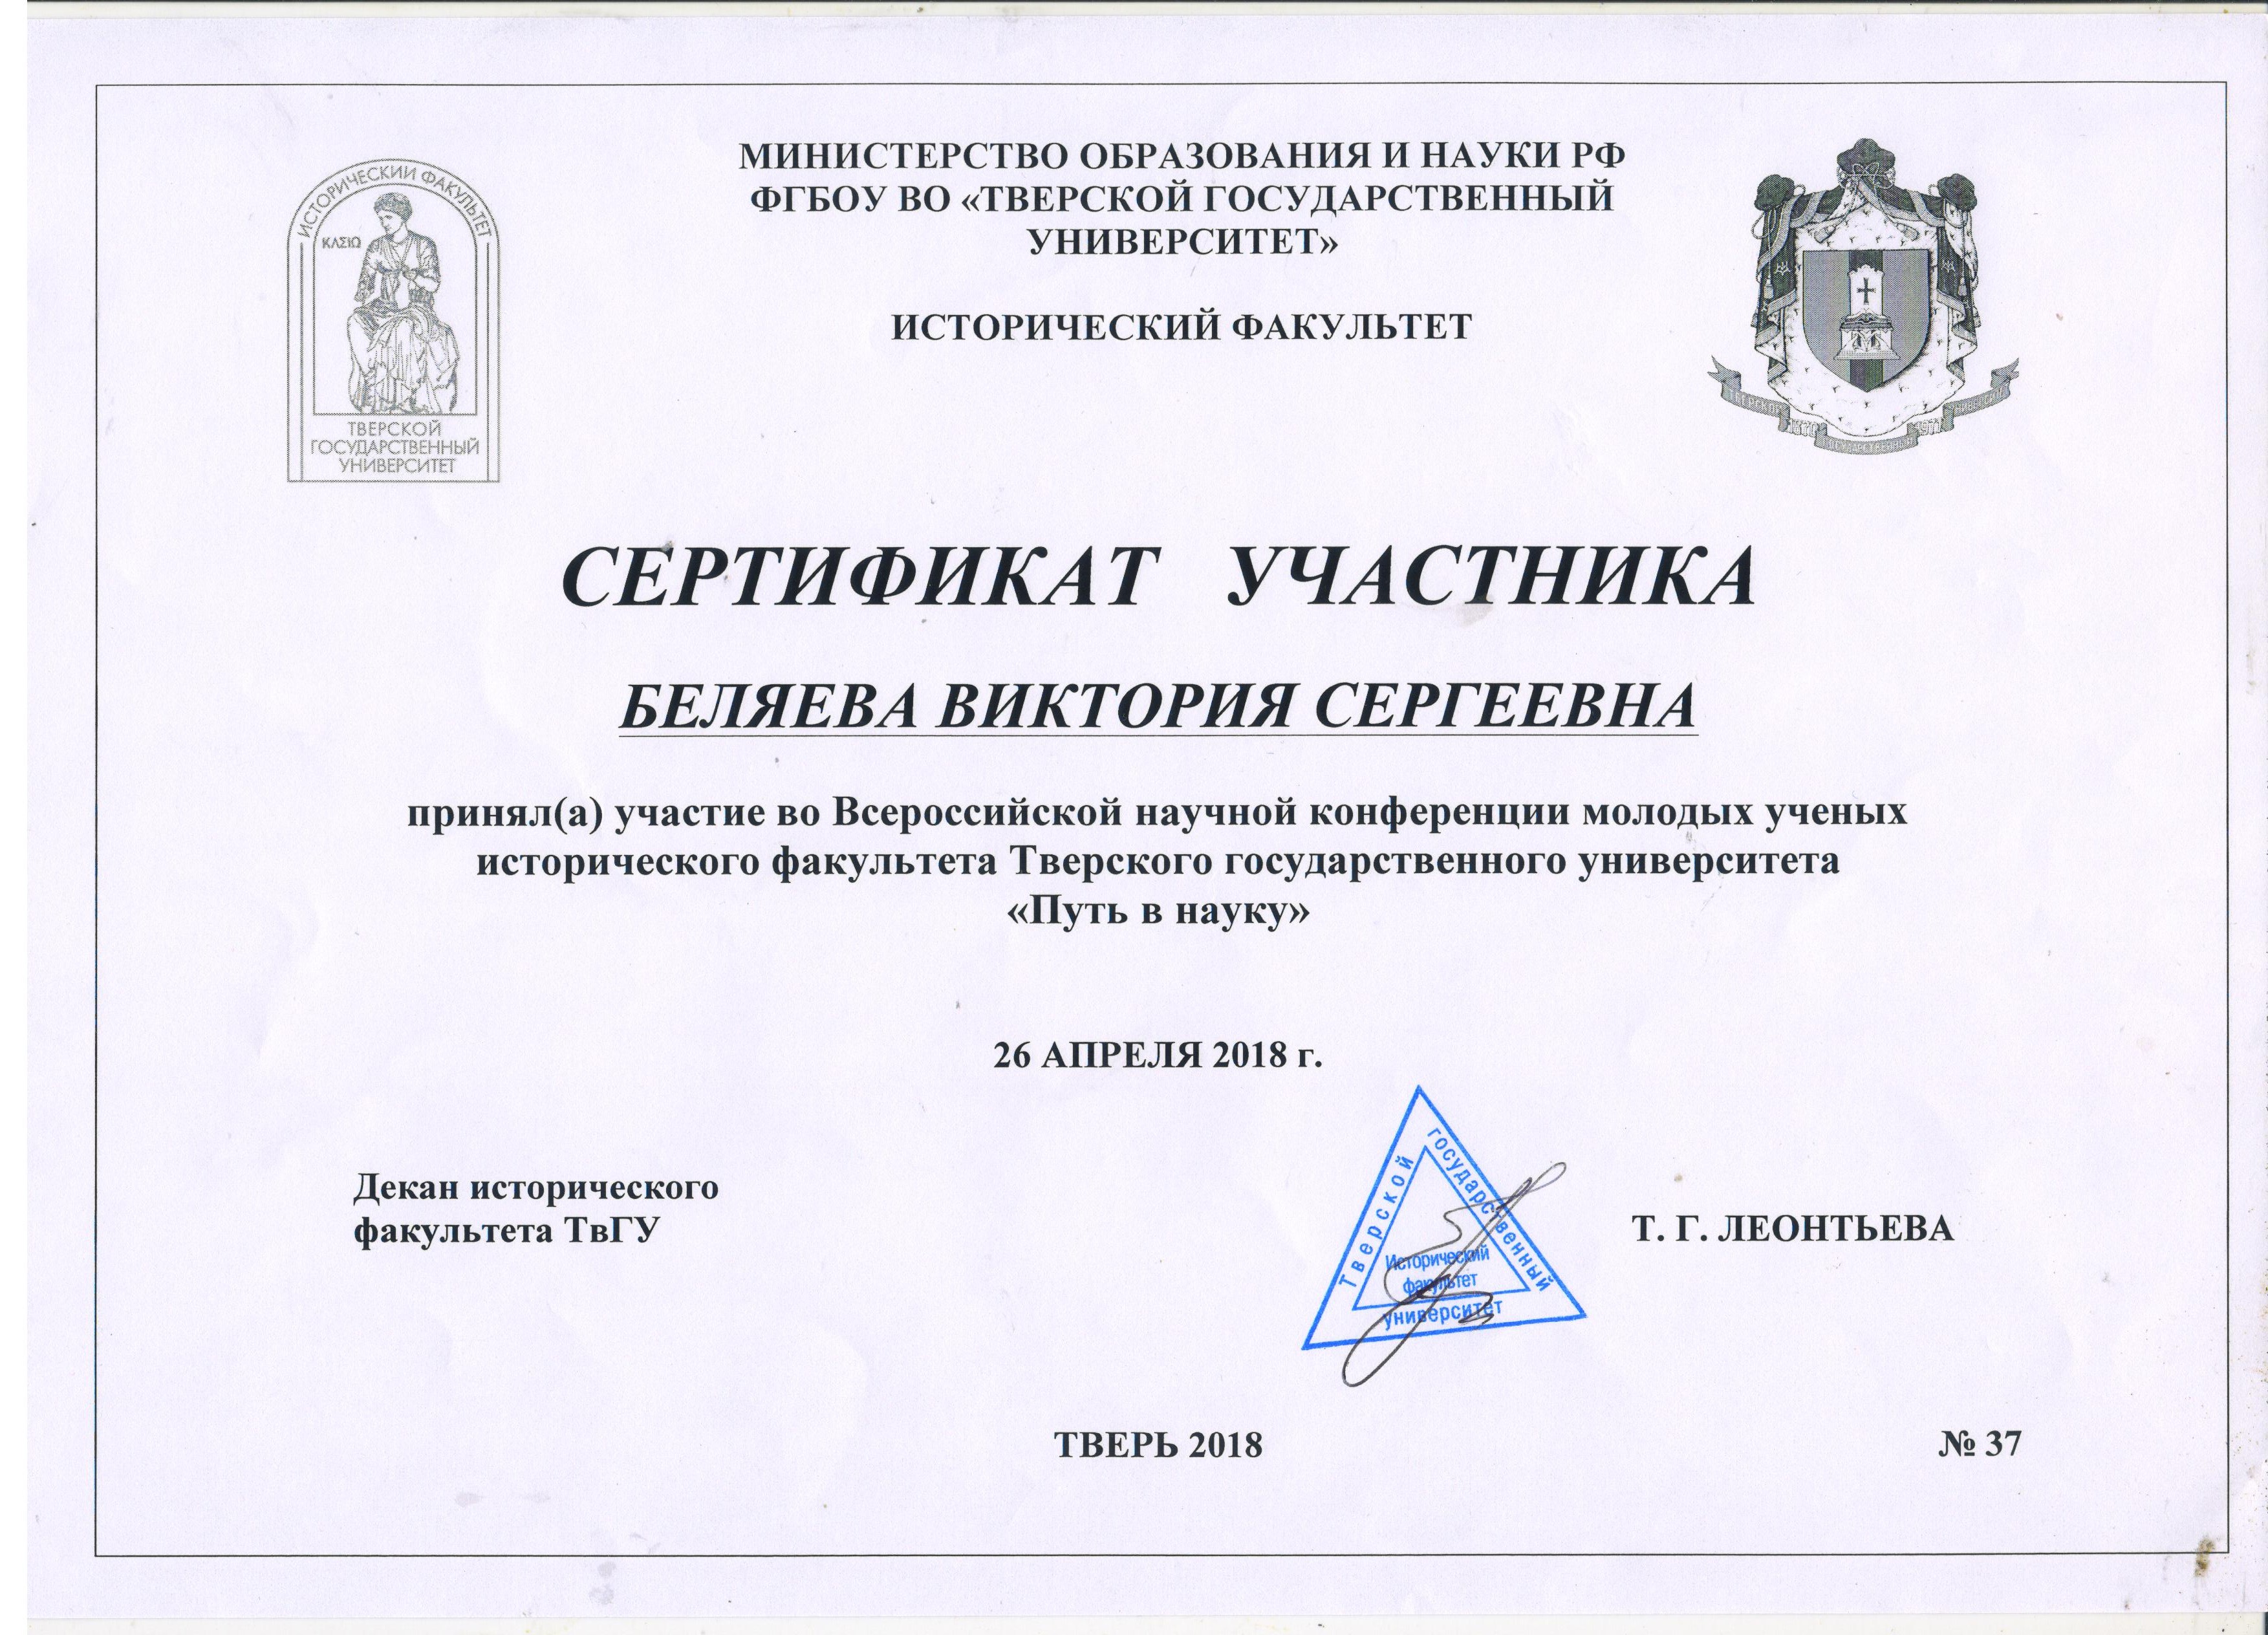 ИСТОРИЧЕСКИЙ ФАКУЛЬТЕТ
ΚΛΣΙΩ
ТВЕРСКОЙ
ГОСУДАРСТВЕННЫЙ
УНИВЕРСИТЕТ
МИНИСТЕРСТВО ОБРАЗОВАНИЯ И НАУКИ РФ
ФГБОУ ВО «ТВЕРСКОЙ ГОСУДАРСТВЕННЫЙ
УНИВЕРСИТЕТ»
ИСТОРИЧЕСКИЙ ФАКУЛЬТЕТ
ТВЕРСКОЙ
ГОСУДАРСТВЕННЫЙ
СЕРТИФИКАТ УЧАСТНИКА
БЕЛЯЕВА ВИКТОРИЯ СЕРГЕЕВНА
принял(а) участие во Всероссийской научной конференции молодых ученых
исторического факультета Тверского государственного университета
«Путь в науку»
26 АПРЕЛЯ 2018 г.
Декан исторического
факультета ТвГУ
Тверской
государственный
университет
Исторический
факультет
Т. Г. ЛЕОНТЬЕВА
ТВЕРЬ 2018
№ 37